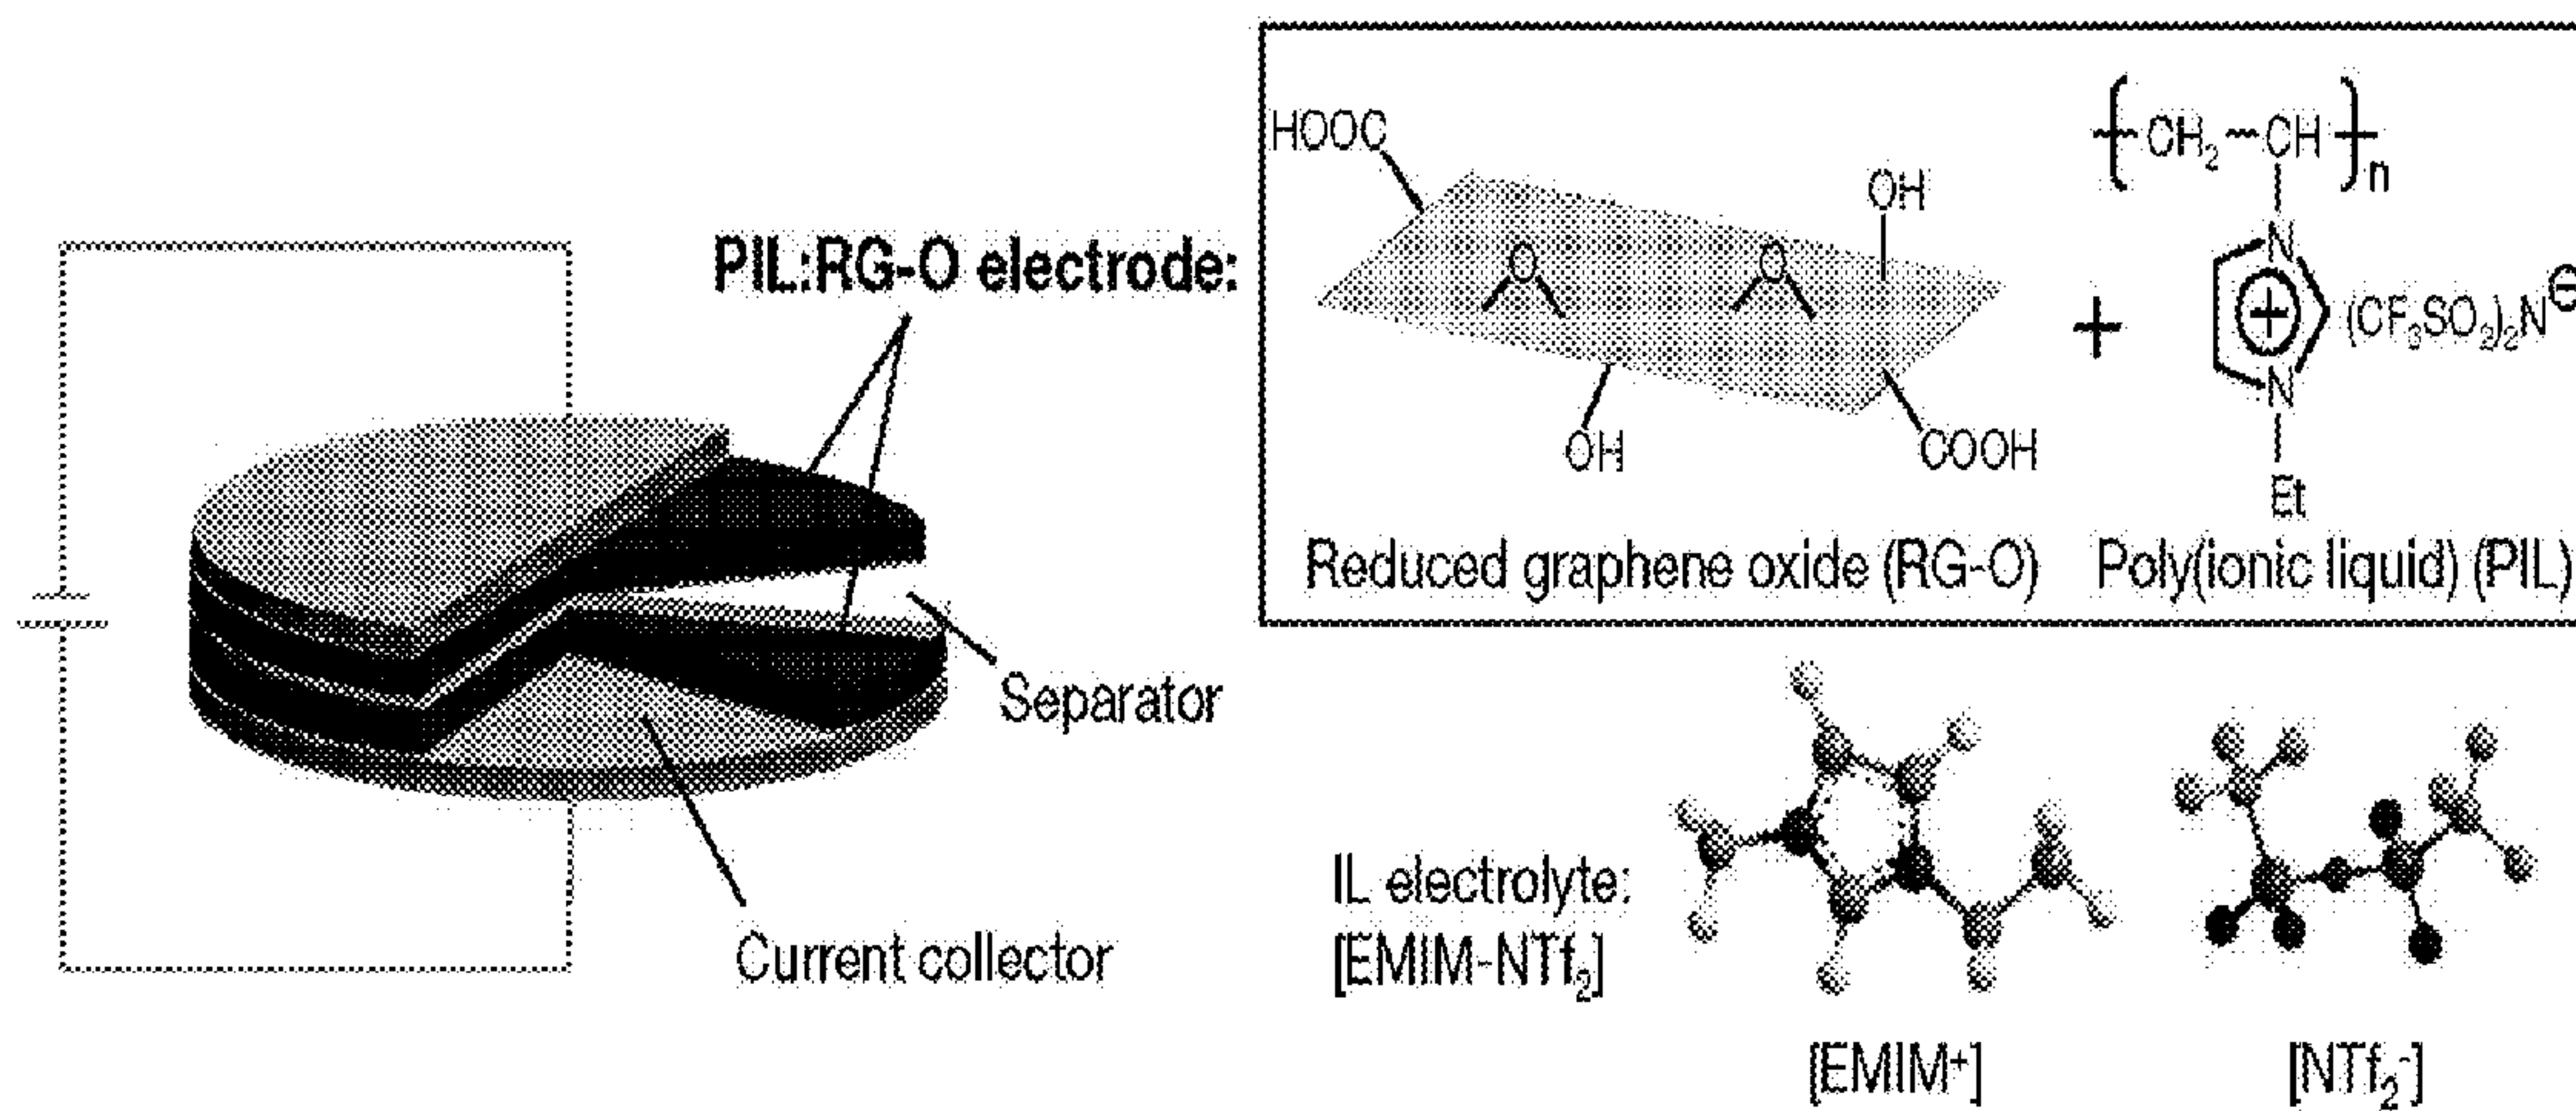 PIL:RG-O electrode:
HOOC
OH
O
O
OH
COOH
Reduced graphene oxide (RG-O)
+
{CH₂~CH}n
N
+
(CF₃SO₂)₂N⊖
N
Et
Poly(ionic liquid) (PIL)
Separator
Current collector
IL electrolyte:
[EMIM-NTf₂]
[EMIM⁺]
[NTf₂⁻]